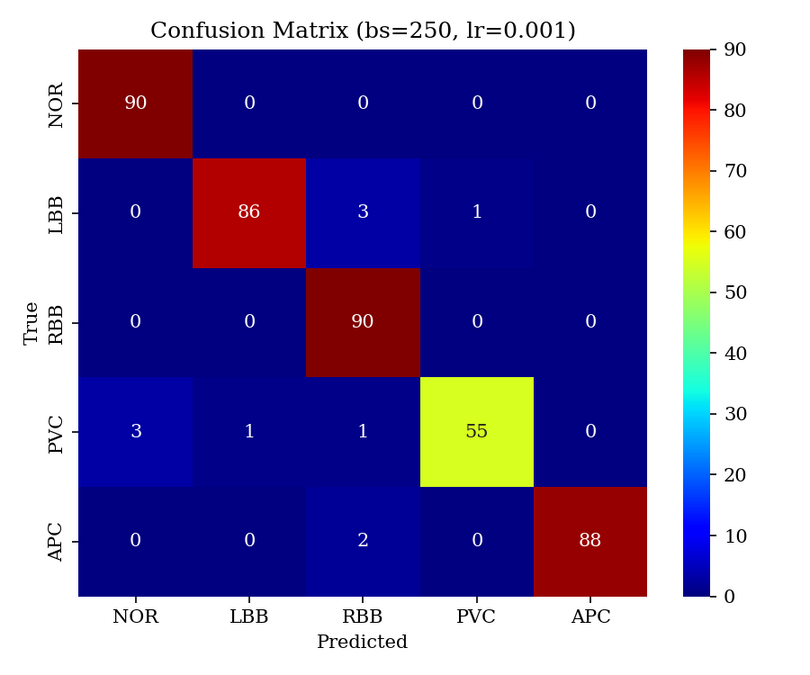 Confusion Matrix (bs=250, lr=0.001)
NOR 90 0 0 0 0
LBB 0 86 3 1 0
RBB 0 0 90 0 0
PVC 3 1 1 55 0
APC 0 0 2 0 88
NOR LBB RBB PVC APC
Predicted
True
90
80
70
60
50
40
30
20
10
0